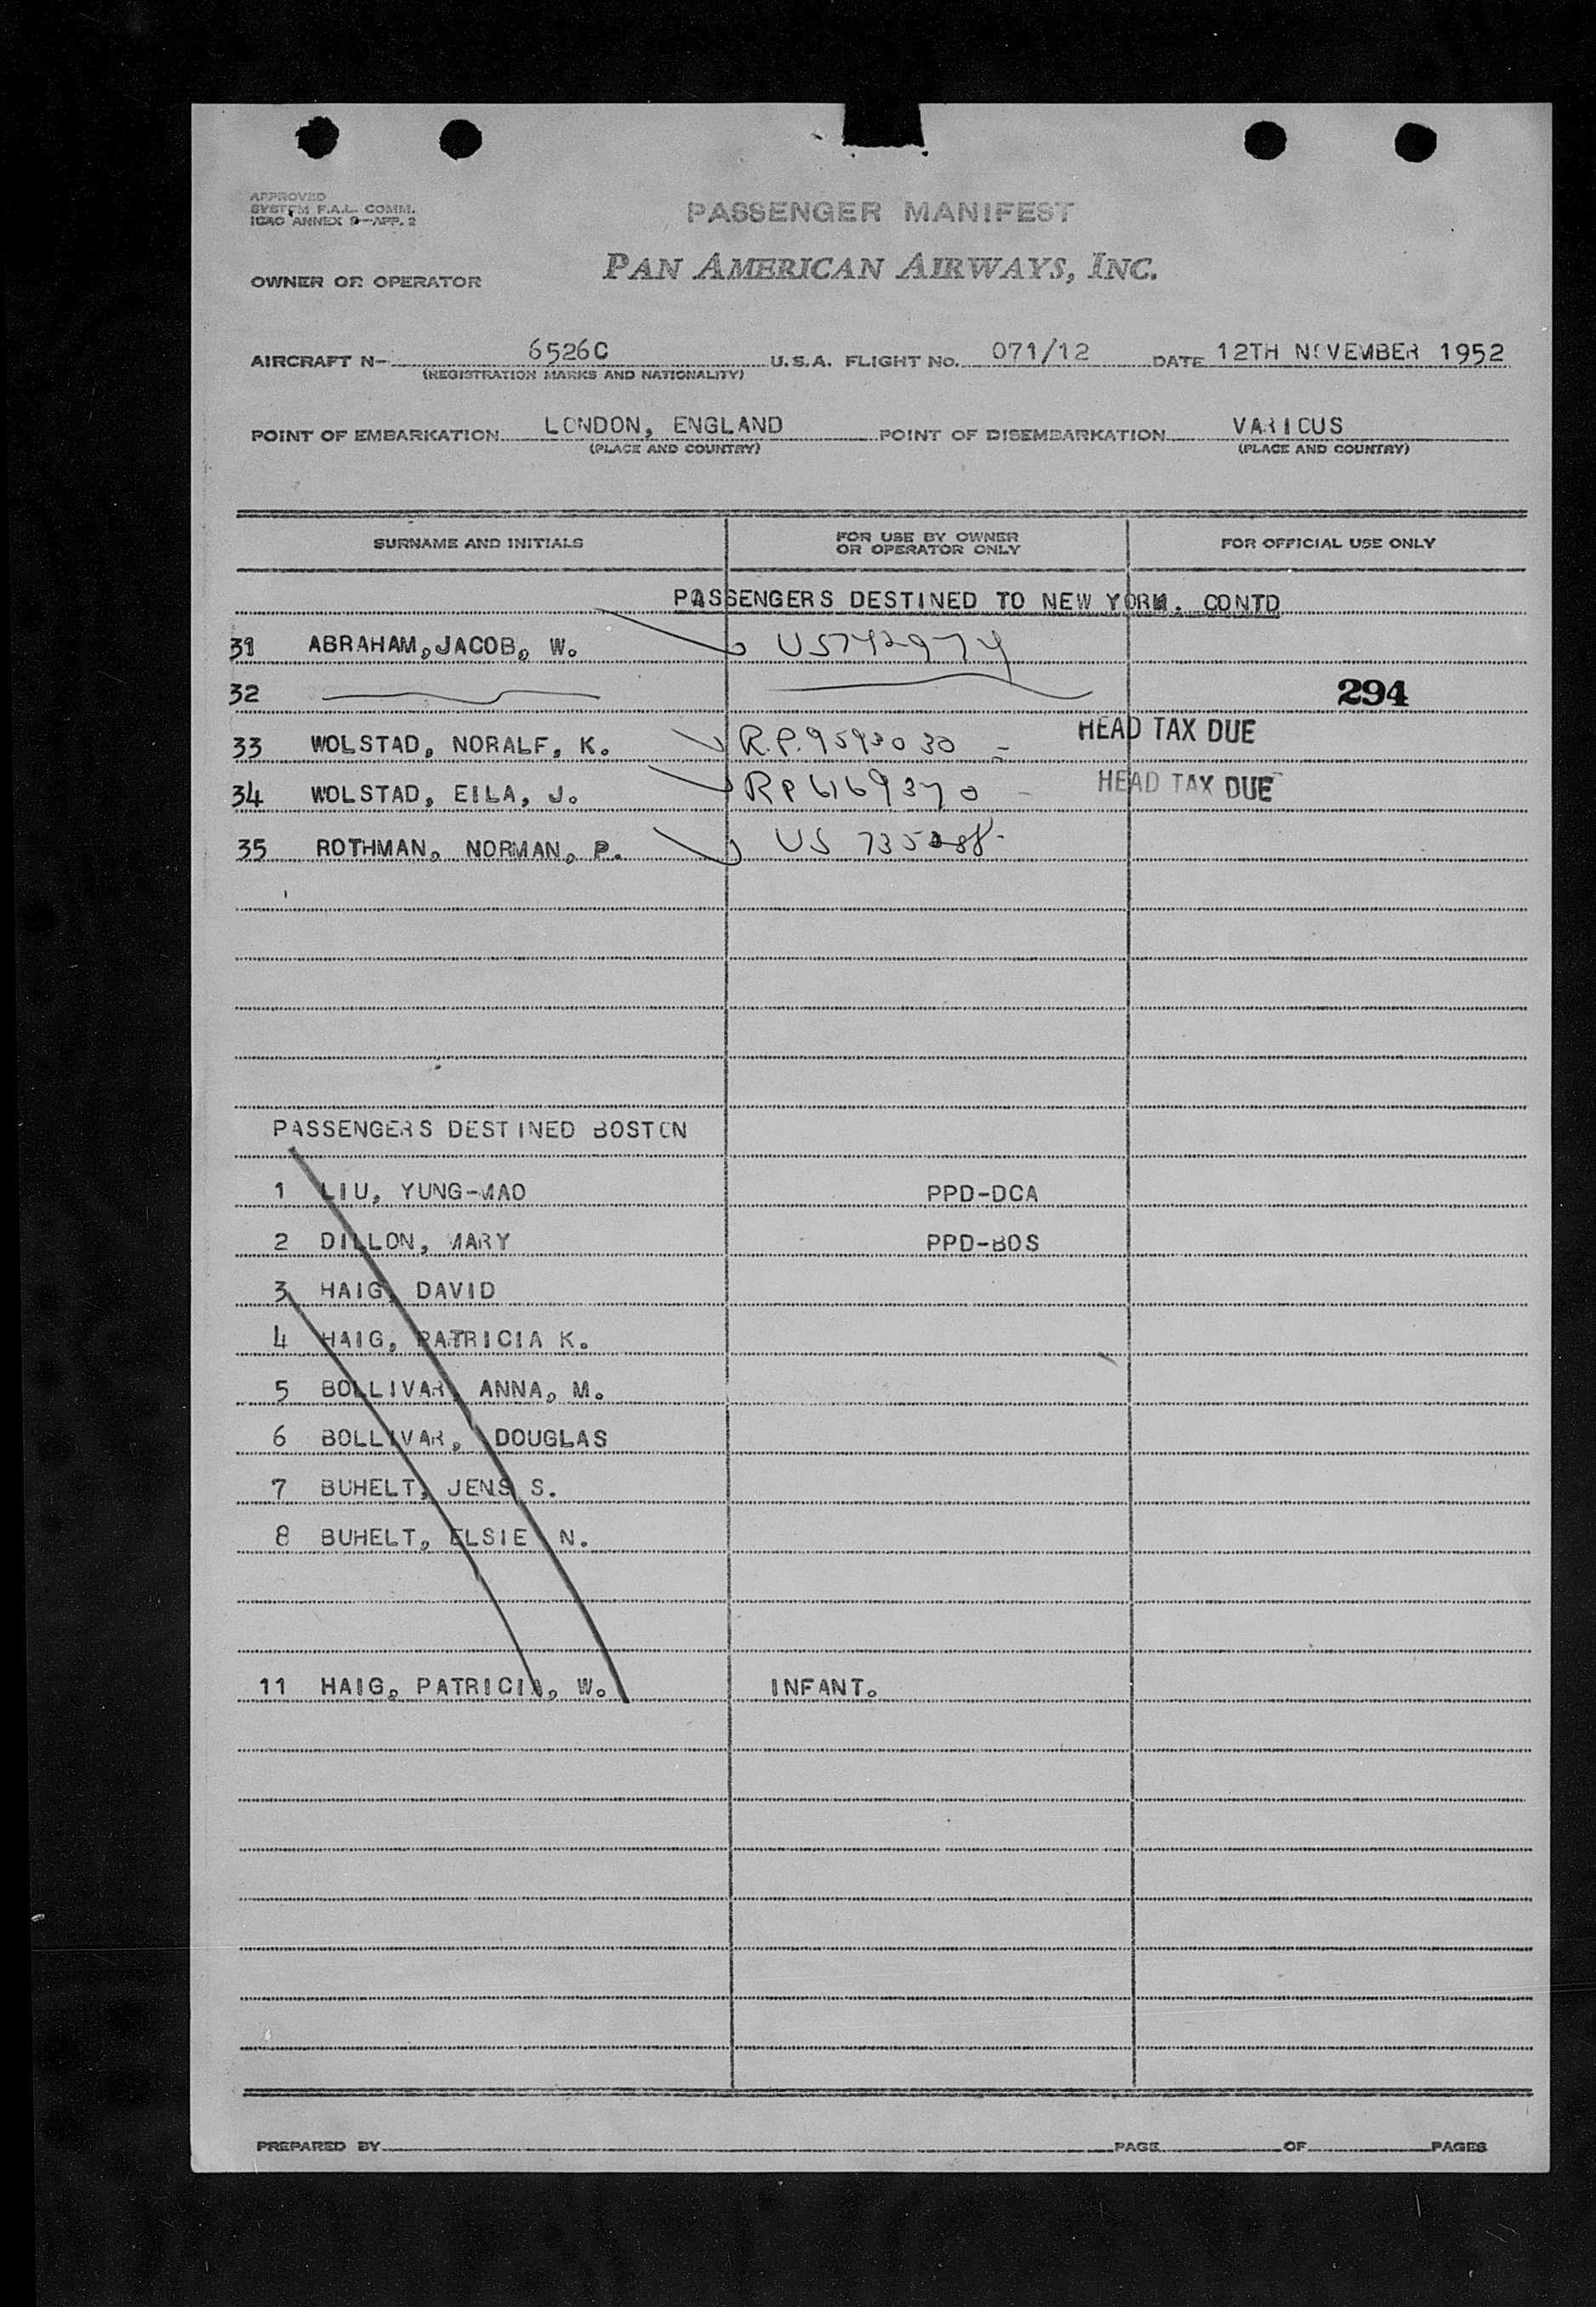 APPROVED
SYSTEM F.A.L. COMM.
ICAO ANNEX 9—APP. 2
PASSENGER MANIFEST
OWNER OR OPERATOR PAN AMERICAN AIRWAYS, INC.
AIRCRAFT N- 6526C U.S.A. FLIGHT No. 071/12 DATE 12TH NOVEMBER 1952
(REGISTRATION MARKS AND NATIONALITY)
POINT OF EMBARKATION LONDON, ENGLAND POINT OF DISEMBARKATION VARIOUS
(PLACE AND COUNTRY) (PLACE AND COUNTRY)
SURNAME AND INITIALS FOR USE BY OWNER OR OPERATOR ONLY FOR OFFICIAL USE ONLY
PASSENGERS DESTINED TO NEW YORK. CONTD
31 ABRAHAM, JACOB, W. US742974
32 294
33 WOLSTAD, NORALF, K. R.P. 9593030 - HEAD TAX DUE
34 WOLSTAD, EILA, J. RP 6169370 - HEAD TAX DUE
35 ROTHMAN, NORMAN, P. US
PASSENGERS DESTINED BOSTON
1 LIU, YUNG-MAO PPD-DCA
2 DILLON, MARY PPD-BOS
3 HAIG, DAVID
4 HAIG, PATRICIA K.
5 BOLLIVAR, ANNA, M.
6 BOLLIVAR, DOUGLAS
7 BUHELT, JENS S.
8 BUHELT, ELSIE N.
11 HAIG, PATRICIA, W. INFANT.
PREPARED BY PAGE OF PAGES